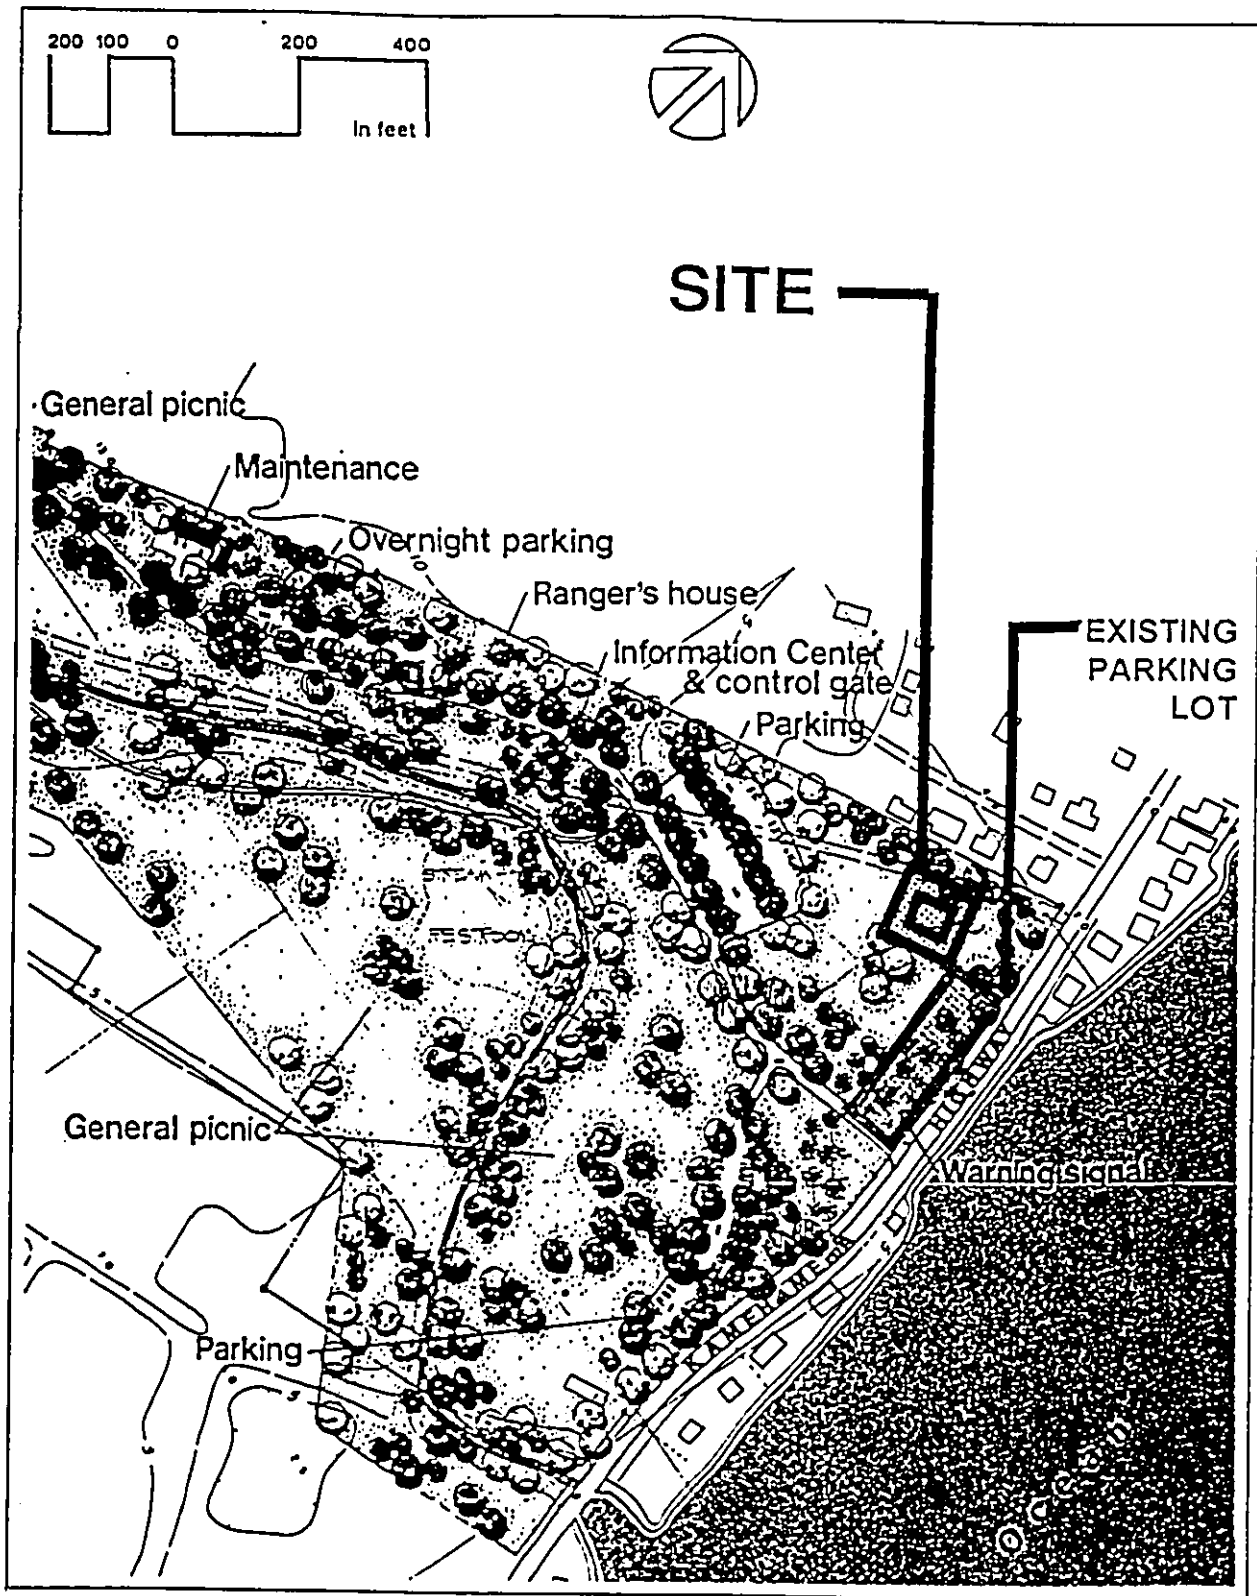 200 100 0 200 400
In feet
SITE
General picnic
Maintenance
Overnight parking
Ranger's house
EXISTING
PARKING
LOT
Information Center
& control gate
Parking
General picnic
Warning signal
Parking